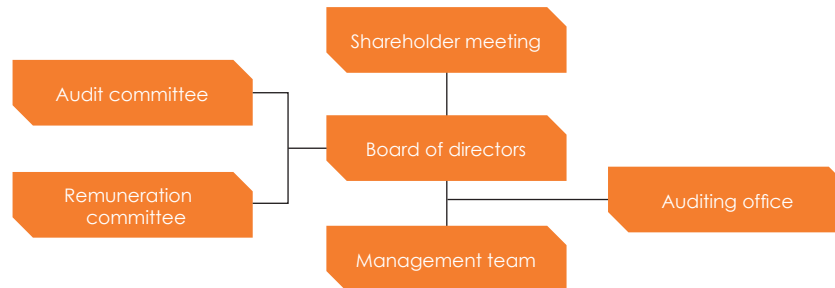 Shareholder meeting
Audit committee
Board of directors
Remuneration
committee
Auditing office
Management team